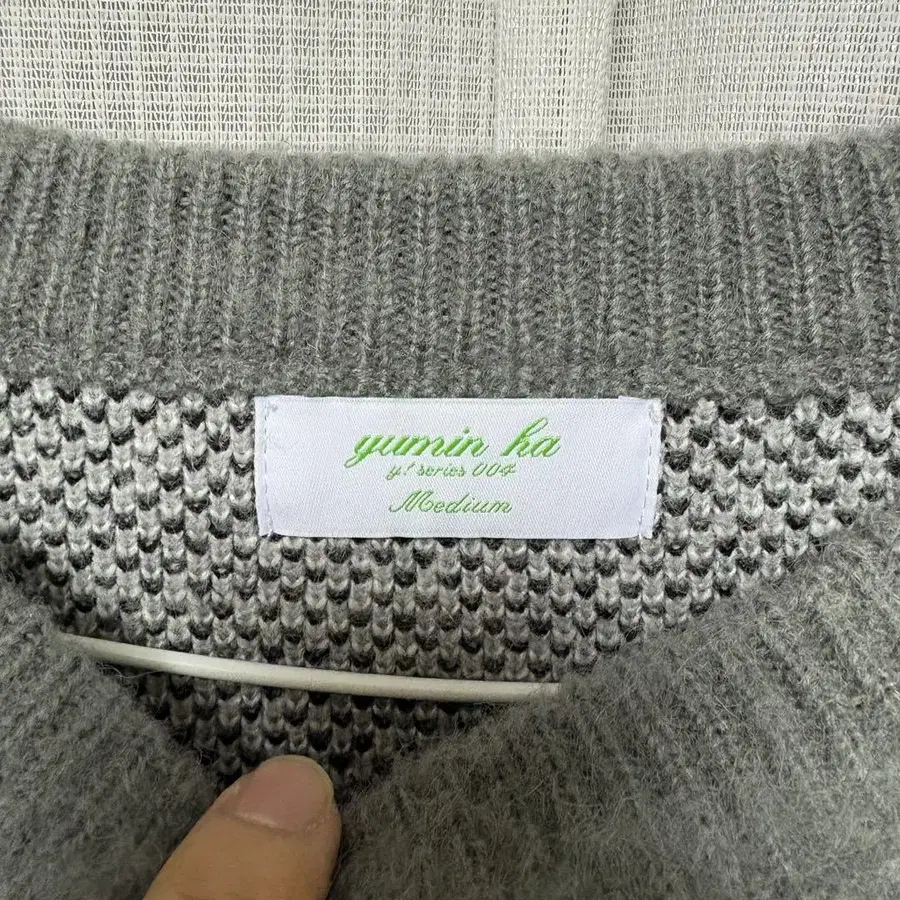 yumin ha
y! series 004
Medium